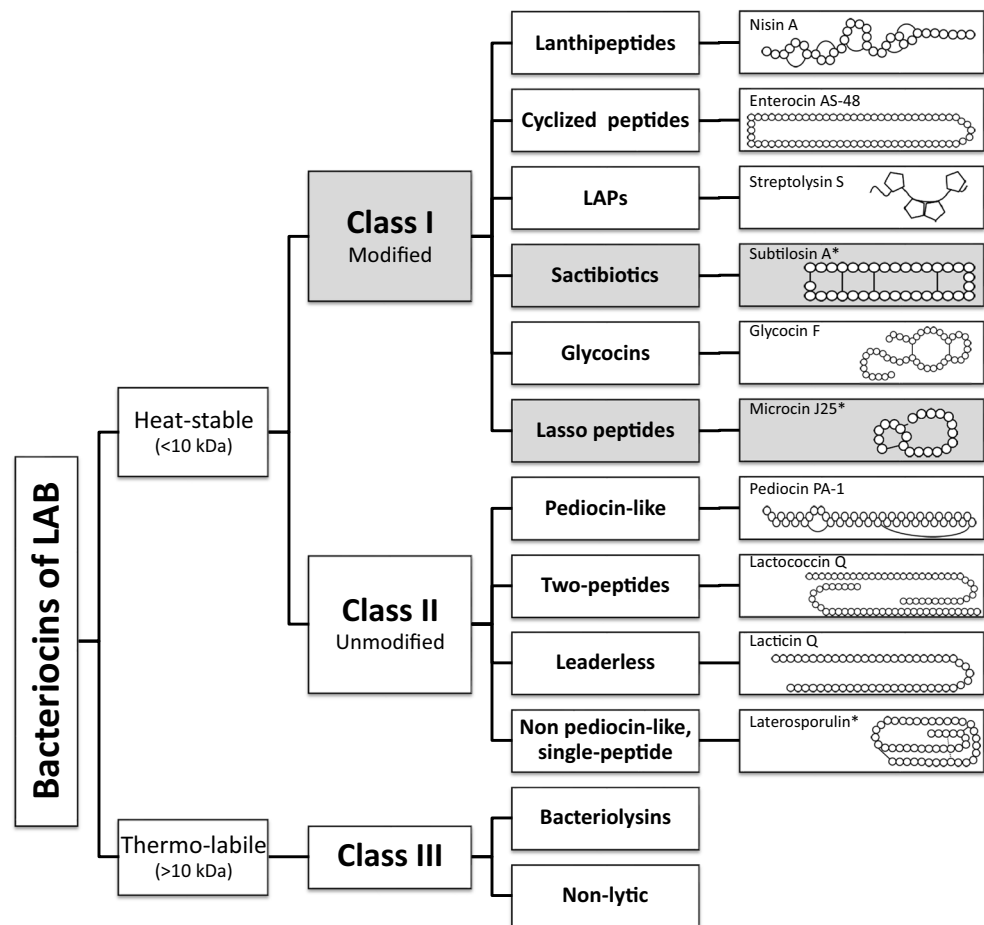 Bacteriocins of LAB
Heat-stable
(<10 kDa)
Thermo-labile
(>10 kDa)
Class I
Modified
Class II
Unmodified
Class III
Lanthipeptides
Nisin A
Cyclized peptides
Enterocin AS-48
LAPs
Streptolysin S
Sactibiotics
Subtilosin A*
Glycocins
Glycocin F
Lasso peptides
Microcin J25*
Pediocin-like
Pediocin PA-1
Two-peptides
Lactococcin Q
Leaderless
Lacticin Q
Non pediocin-like,
single-peptide
Laterosporulin*
Bacteriolysins
Non-lytic